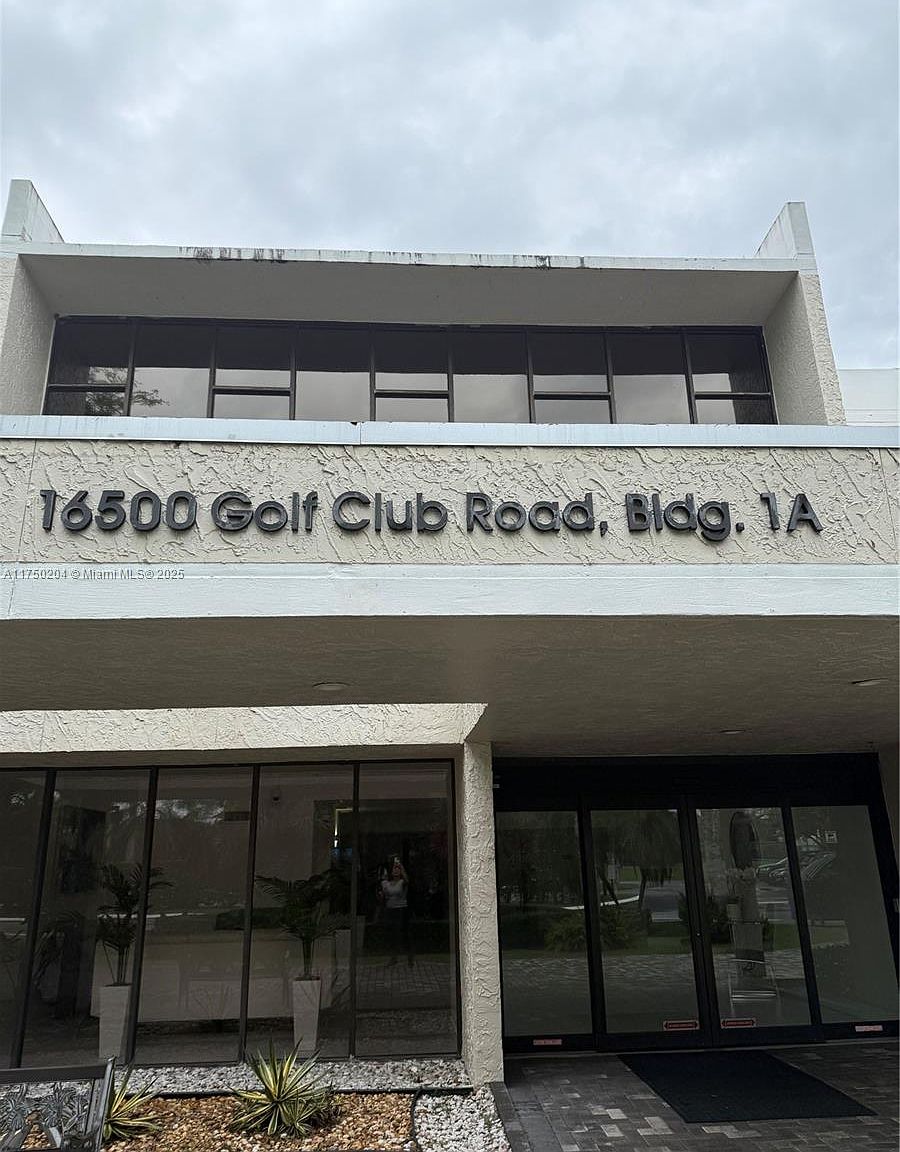 16500 Golf Club Road, Bldg. 1A
A11750204 © Miami MLS© 2025